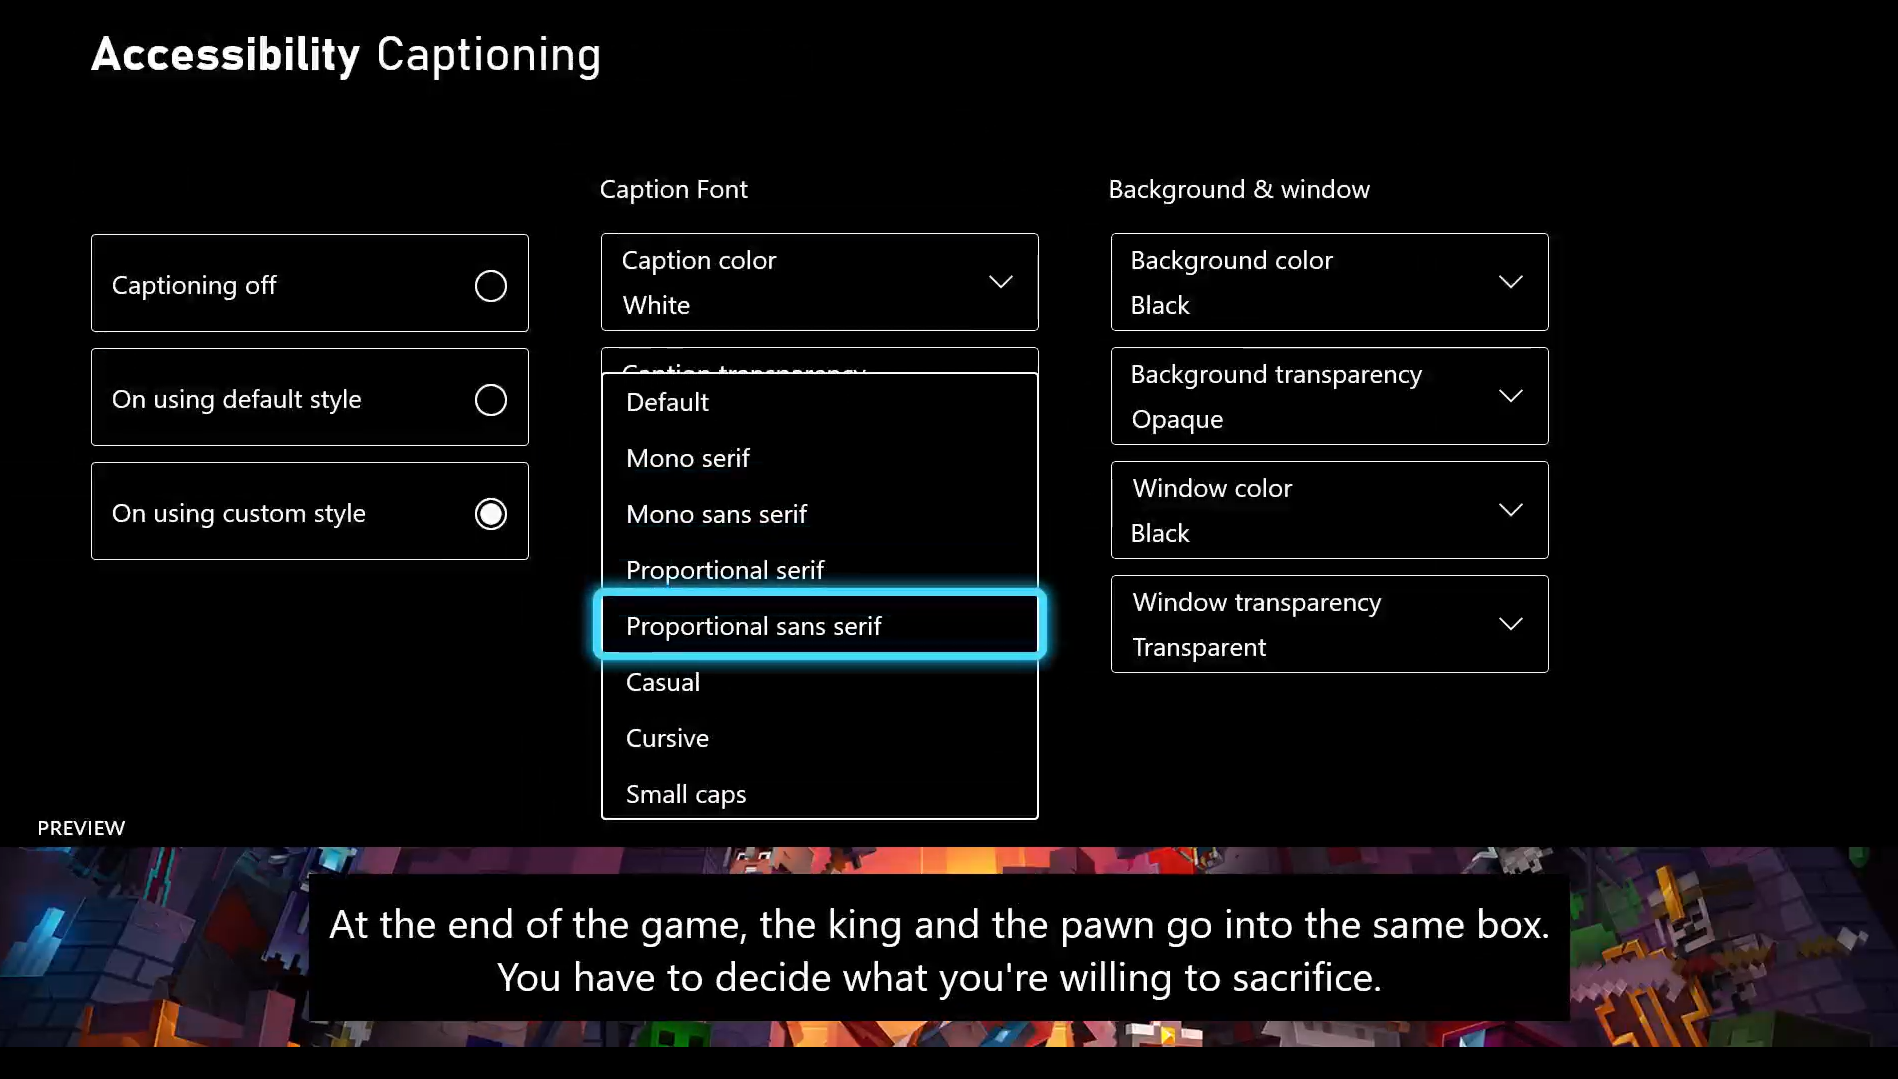 Accessibility Captioning
Captioning off
On using default style
On using custom style
Caption Font
Caption color
White
Caption transparency
Default
Mono serif
Mono sans serif
Proportional serif
Proportional sans serif
Casual
Cursive
Small caps
Background & window
Background color
Black
Background transparency
Opaque
Window color
Black
Window transparency
Transparent
PREVIEW
At the end of the game, the king and the pawn go into the same box.
You have to decide what you're willing to sacrifice.